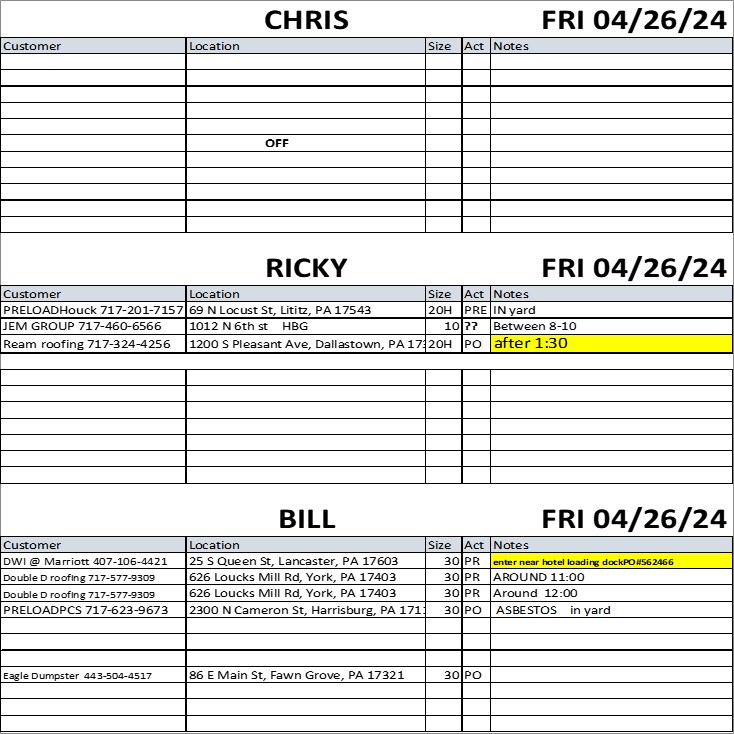 CHRIS FRI 04/26/24
Customer Location Size Act Notes
OFF
RICKY FRI 04/26/24
Customer Location Size Act Notes
PRELOADHouck 717-201-7157 69 N Locust St, Lititz, PA 17543 20H PRE IN yard
JEM GROUP 717-460-6566 1012 N 6th st HBG 10 ?? Between 8-10
Ream roofing 717-324-4256 1200 S Pleasant Ave, Dallastown, PA 173 20H PO after 1:30
BILL FRI 04/26/24
Customer Location Size Act Notes
DWI @ Marriott 407-106-4421 25 S Queen St, Lancaster, PA 17603 30 PR enter near hotel loading dockPO#562466
Double D roofing 717-577-9309 626 Loucks Mill Rd, York, PA 17403 30 PR AROUND 11:00
Double D roofing 717-577-9309 626 Loucks Mill Rd, York, PA 17403 30 PR Around 12:00
PRELOADPCS 717-623-9673 2300 N Cameron St, Harrisburg, PA 1711 30 PO ASBESTOS in yard
Eagle Dumpster 443-504-4517 86 E Main St, Fawn Grove, PA 17321 30 PO